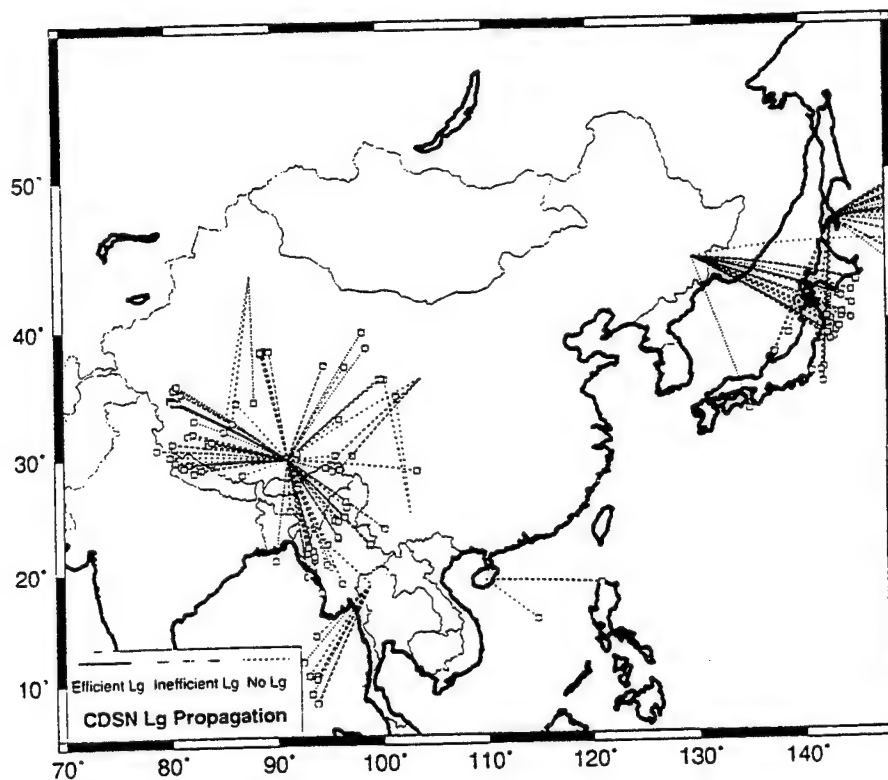 50°
40°
30°
20°
10°
Efficient Lg Inefficient Lg No Lg
CDSN Lg Propagation
70° 80° 90° 100° 110° 120° 130° 140°